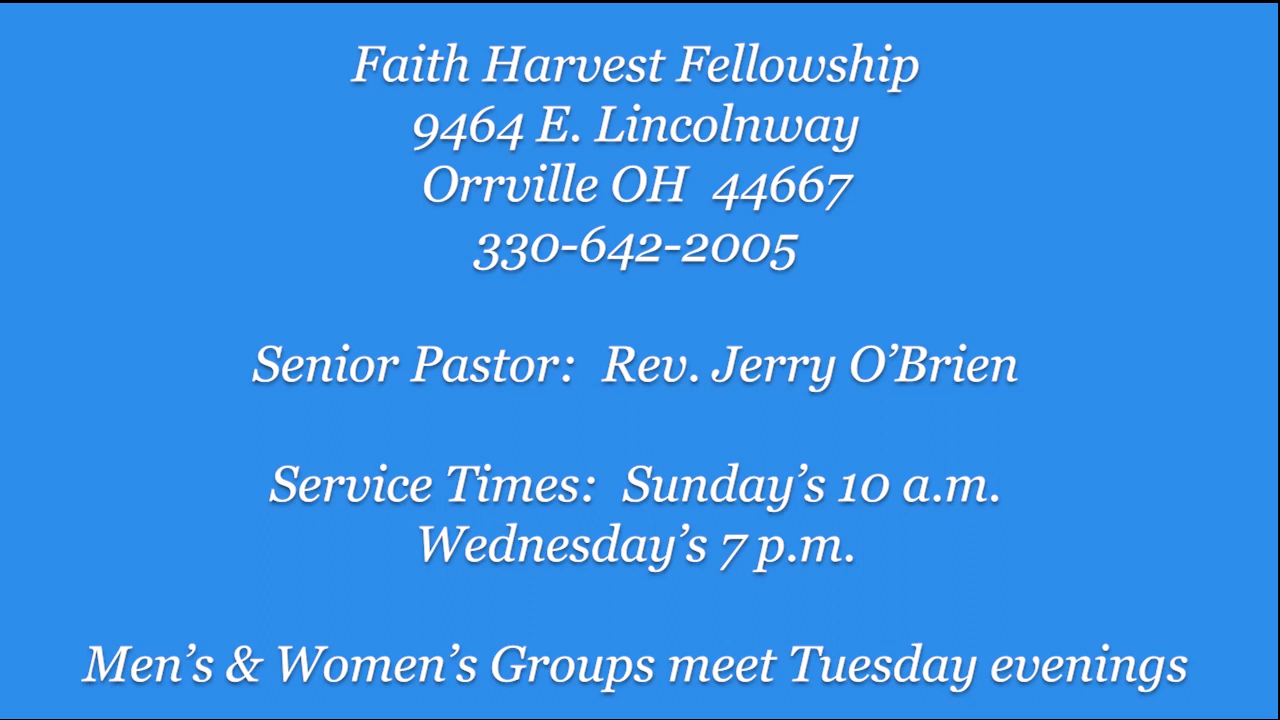 Faith Harvest Fellowship
9464 E. Lincolnway
Orrville OH  44667
330-642-2005
Senior Pastor:  Rev. Jerry O’Brien
Service Times:  Sunday’s 10 a.m.
Wednesday’s 7 p.m.
Men’s & Women’s Groups meet Tuesday evenings